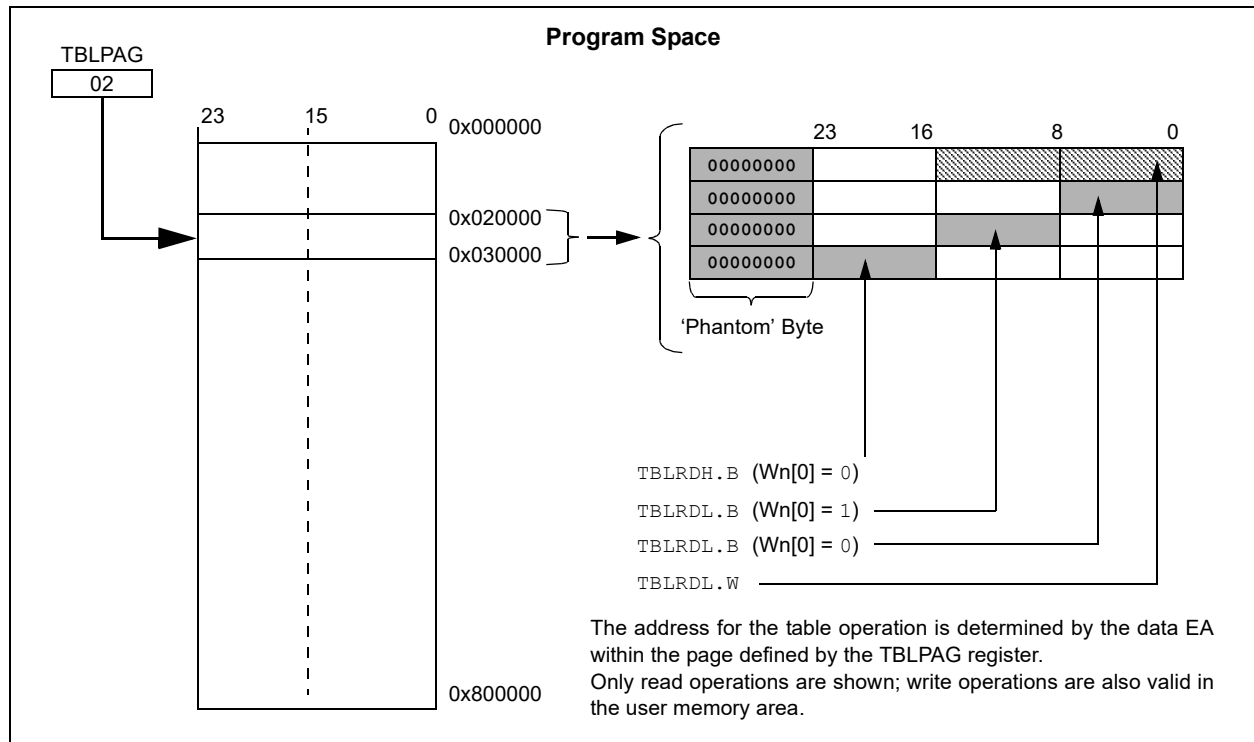 Program Space
TBLPAG
02
23 15 0
0x000000
0x020000
0x030000
0x800000
23 16 8 0
00000000
00000000
00000000
00000000
‘Phantom’ Byte
TBLRDH.B (Wn[0] = 0)
TBLRDL.B (Wn[0] = 1)
TBLRDL.B (Wn[0] = 0)
TBLRDL.W
The address for the table operation is determined by the data EA
within the page defined by the TBLPAG register.
Only read operations are shown; write operations are also valid in
the user memory area.